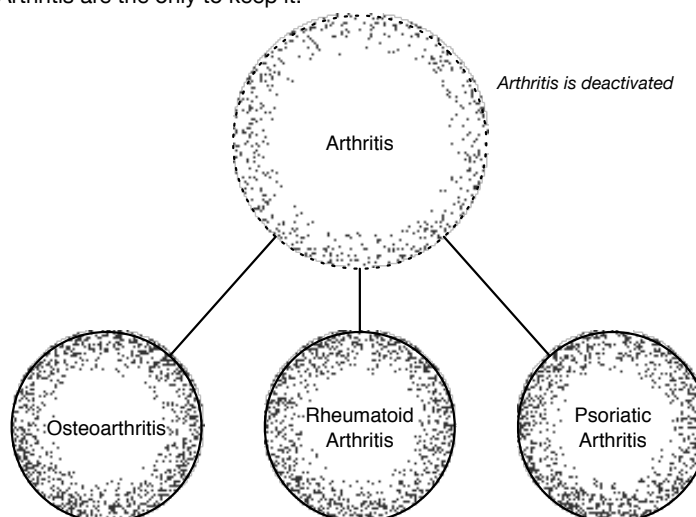 Arthritis are the only to keep it.
Arthritis is deactivated
Arthritis
Osteoarthritis
Rheumatoid
Arthritis
Psoriatic
Arthritis